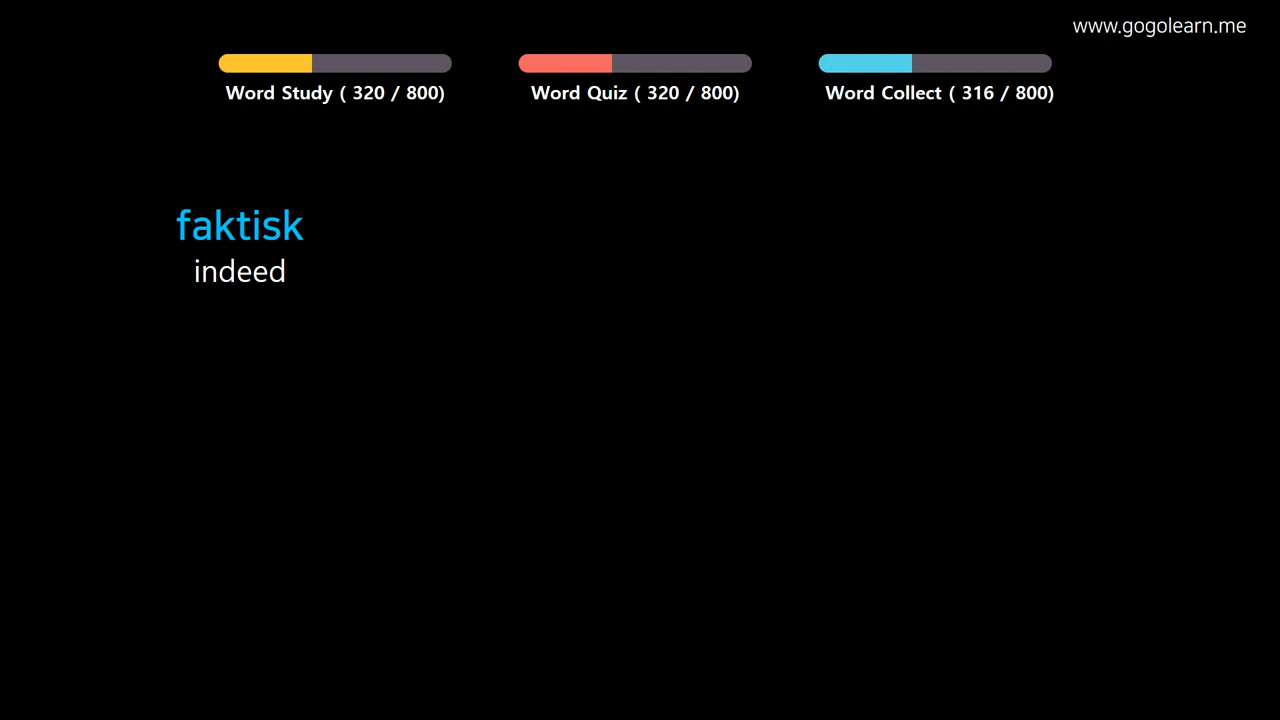 www.gogolearn.me
Word Study ( 320 / 800)
Word Quiz ( 320 / 800)
Word Collect ( 316 / 800)
faktisk
indeed